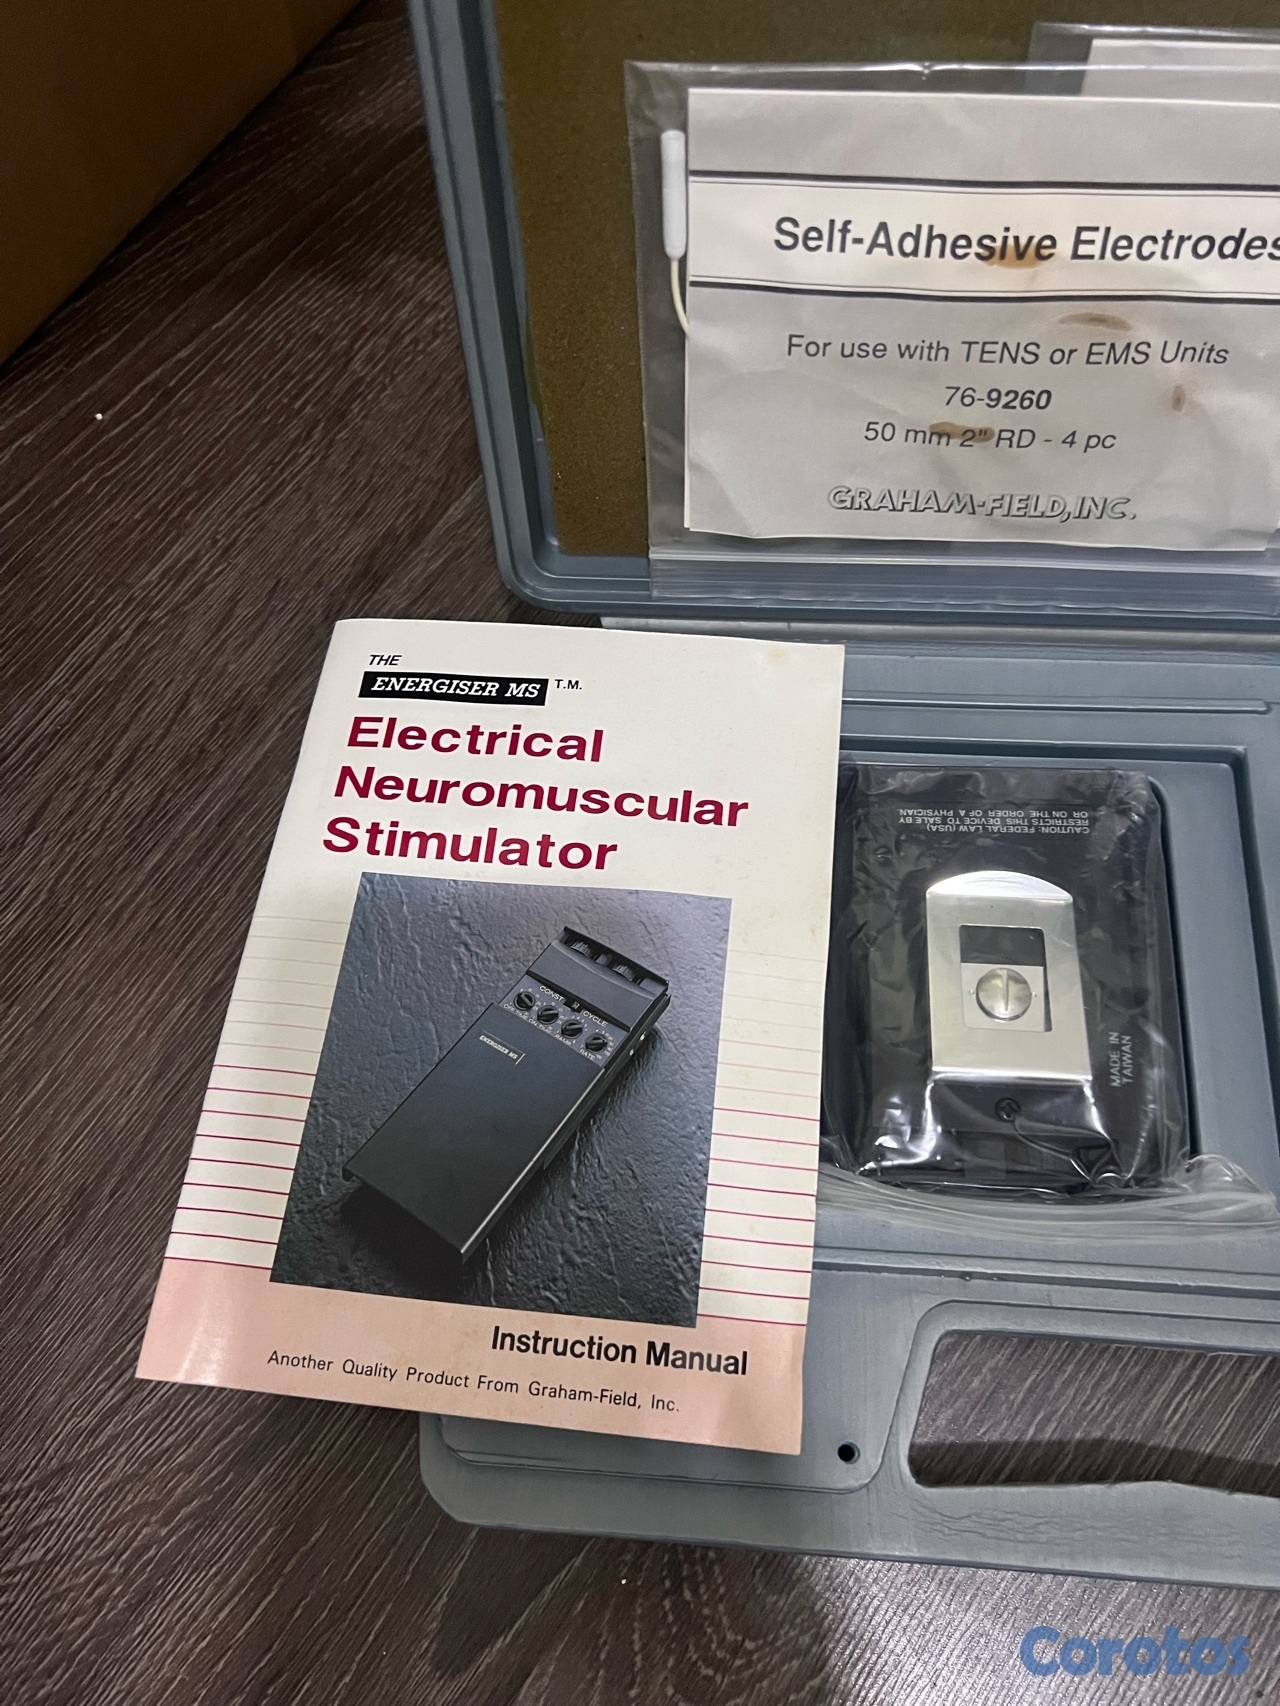 Self-Adhesive Electrodes
For use with TENS or EMS Units
76-9260
50 mm 2" RD - 4 pc
GRAHAM-FIELD, INC.
THE
ENERGISER MS T.M.
Electrical
Neuromuscular
Stimulator
CONST CYCLE
RATE
ENERGISER MS
Instruction Manual
Another Quality Product From Graham-Field, Inc.
CAUTION: FEDERAL LAW (USA)
RESTRICTS THIS DEVICE TO SALE BY
OR ON THE ORDER OF A PHYSICIAN.
MADE IN
TAIWAN
Corotos